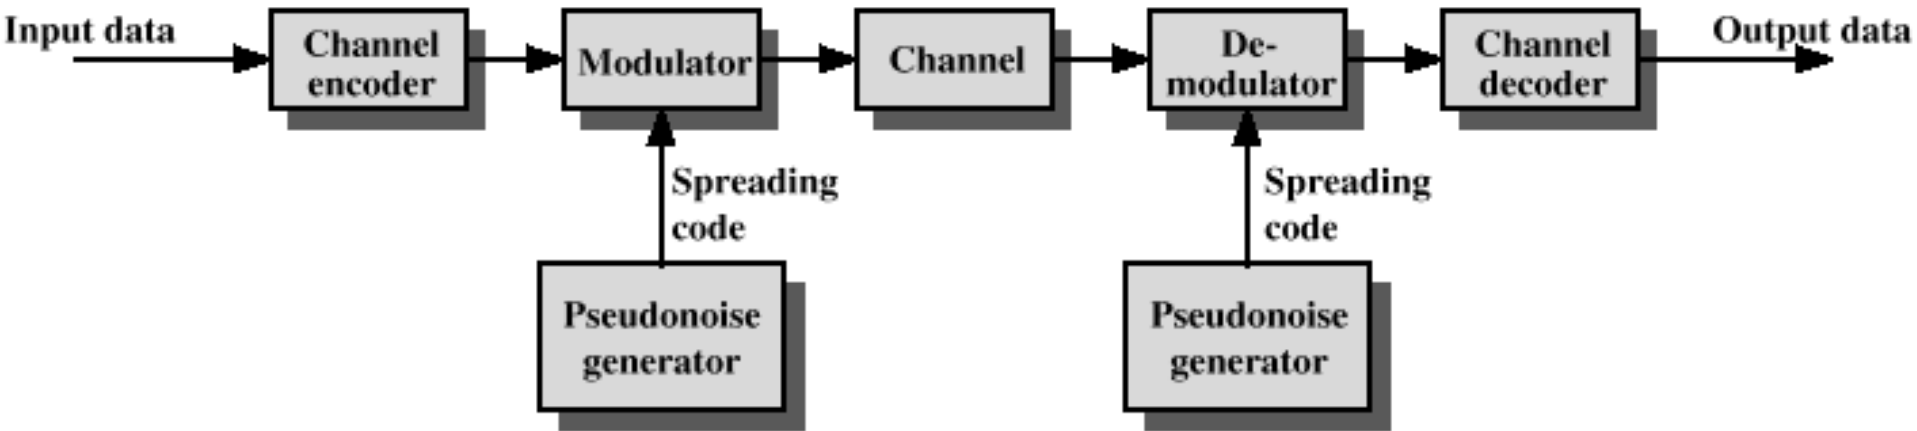 Input data
Channel
encoder
Modulator
Channel
De-
modulator
Channel
decoder
Output data
Spreading
code
Spreading
code
Pseudonoise
generator
Pseudonoise
generator